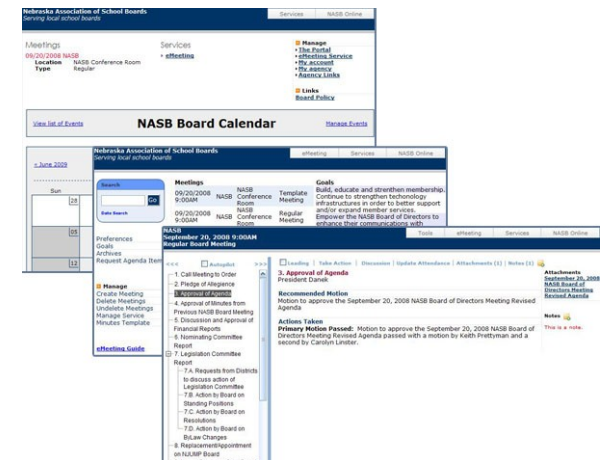 Nebraska Association of School Boards
Serving local school boards
Services
NASB Online
Meetings
09/20/2008 NASB
Location NASB Conference Room
Type Regular
Services
eMeeting
Manage
The Portal
eMeeting Service
My account
My agency
Agency Links
Links
Board Policy
View list of Events
NASB Board Calendar
Manage Events
< June 2009
Sun
28
05
12
Nebraska Association of School Boards
Serving local school boards
eMeeting
Services
NASB Online
Search
Go
Date Search
Preferences
Goals
Archives
Request Agenda Item
Manage
Create Meeting
Delete Meetings
Undelete Meetings
Manage Service
Minutes Template
eMeeting Guide
Meetings
09/20/2008 9:00AM NASB NASB Conference Room Template Meeting
09/20/2008 9:00AM NASB NASB Conference Room Regular Meeting
Goals
Build, educate and strenthen membership.
Continue to strengthen techonology
infrastructures in order to better support
and/or expand member services.
Empower the NASB Board of Directors to
enhance their communications with
NASB
September 20, 2008 9:00AM
Regular Board Meeting
Tools
eMeeting
Services
NASB Online
<<< Autopilot >>>
1. Call Meeting to Order
2. Pledge of Allegience
3. Approval of Agenda
4. Approval of Minutes from
Previous NASB Board Meeting
5. Discussion and Approval of
Financial Reports
6. Nominating Committee
Report
7. Legislation Committee
Report
7.A. Requests from Districts
to discuss action of
Legislation Committee
7.B. Action by Board on
Standing Positions
7.C. Action by Board on
Resolutions
7.D. Action by Board on
ByLaw Changes
8. Replacement/Appointment
on NJUMP Board
Loading | Take Action | Discussion | Update Attendance | Attachments (1) | Notes (1)
3. Approval of Agenda
President Danek
Recommended Motion
Motion to approve the September 20, 2008 NASB Board of Directors Meeting Revised
Agenda
Actions Taken
Primary Motion Passed: Motion to approve the September 20, 2008 NASB Board of
Directors Meeting Revised Agenda passed with a motion by Keith Prettyman and a
second by Carolyn Linster.
Attachments
September 20, 2008
NASB Board of
Directors Meeting
Revised Agenda
Notes
This is a note.